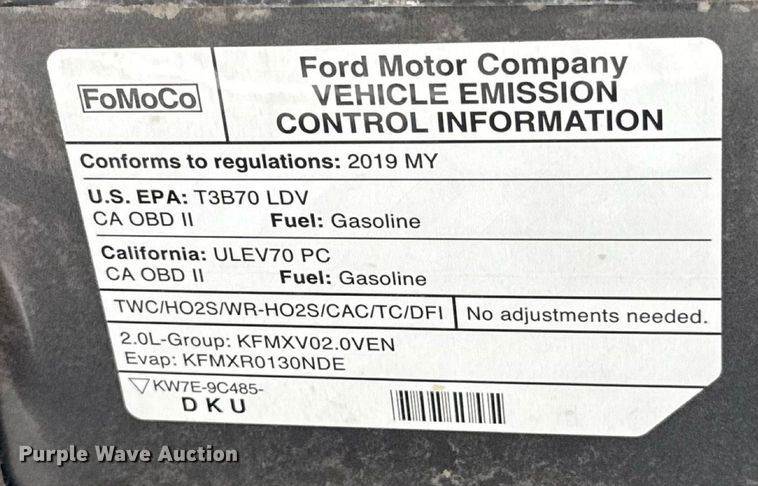 FoMoCo
Ford Motor Company
VEHICLE EMISSION
CONTROL INFORMATION
Conforms to regulations: 2019 MY
U.S. EPA: T3B70 LDV
CA OBD II Fuel: Gasoline
California: ULEV70 PC
CA OBD II Fuel: Gasoline
TWC/HO2S/WR-HO2S/CAC/TC/DFI No adjustments needed.
2.0L-Group: KFMXV02.0VEN
Evap: KFMXR0130NDE
KW7E-9C485-
DKU
Purple Wave Auction